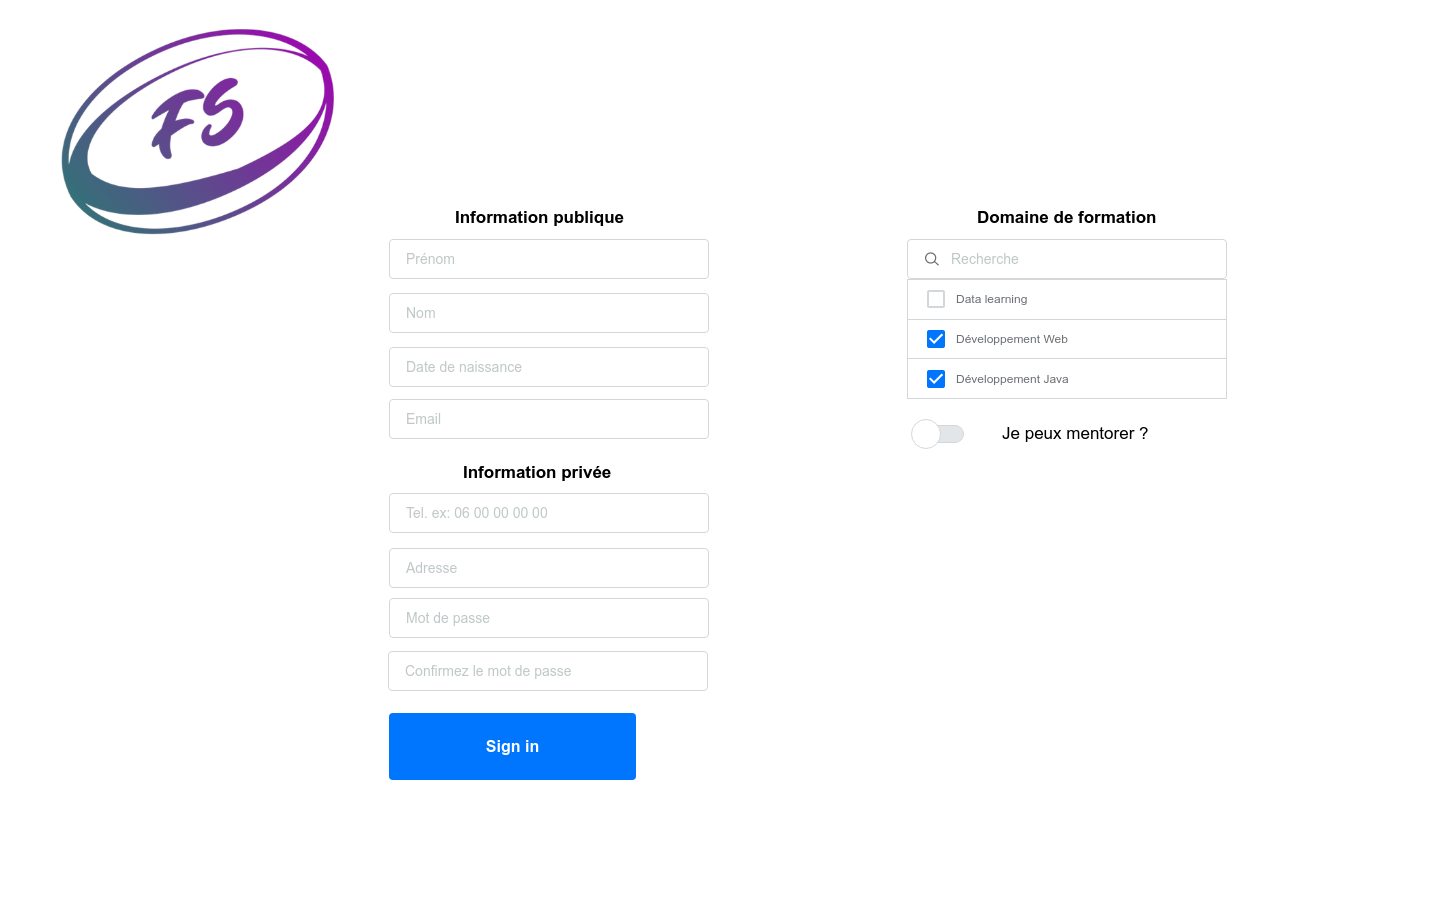 FS
Information publique
Prénom
Nom
Date de naissance
Email
Information privée
Tel. ex: 06 00 00 00 00
Adresse
Mot de passe
Confirmez le mot de passe
Sign in
Domaine de formation
Recherche
Data learning
Développement Web
Développement Java
Je peux mentorer ?